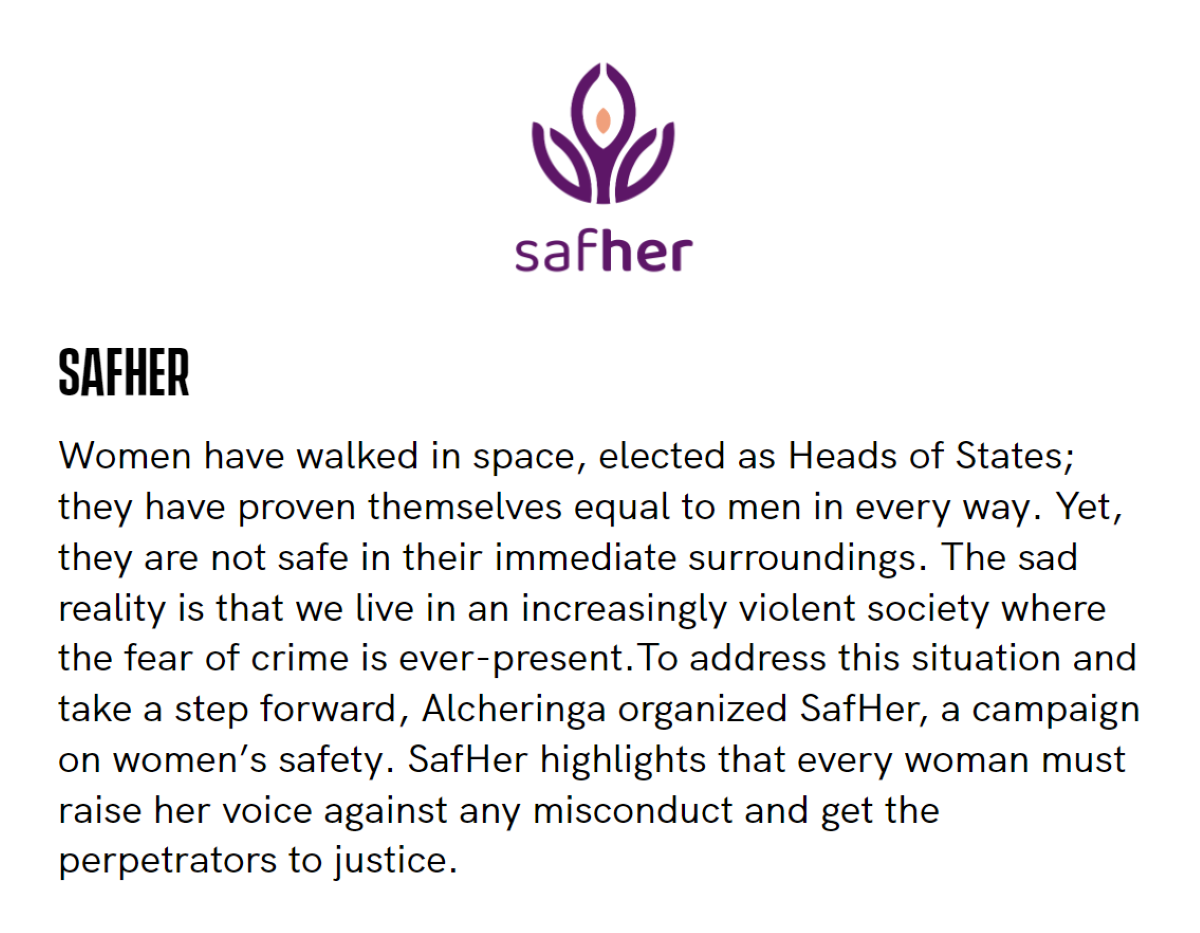 safher
SAFHER
Women have walked in space, elected as Heads of States;
they have proven themselves equal to men in every way. Yet,
they are not safe in their immediate surroundings. The sad
reality is that we live in an increasingly violent society where
the fear of crime is ever-present.To address this situation and
take a step forward, Alcheringa organized SafHer, a campaign
on women’s safety. SafHer highlights that every woman must
raise her voice against any misconduct and get the
perpetrators to justice.